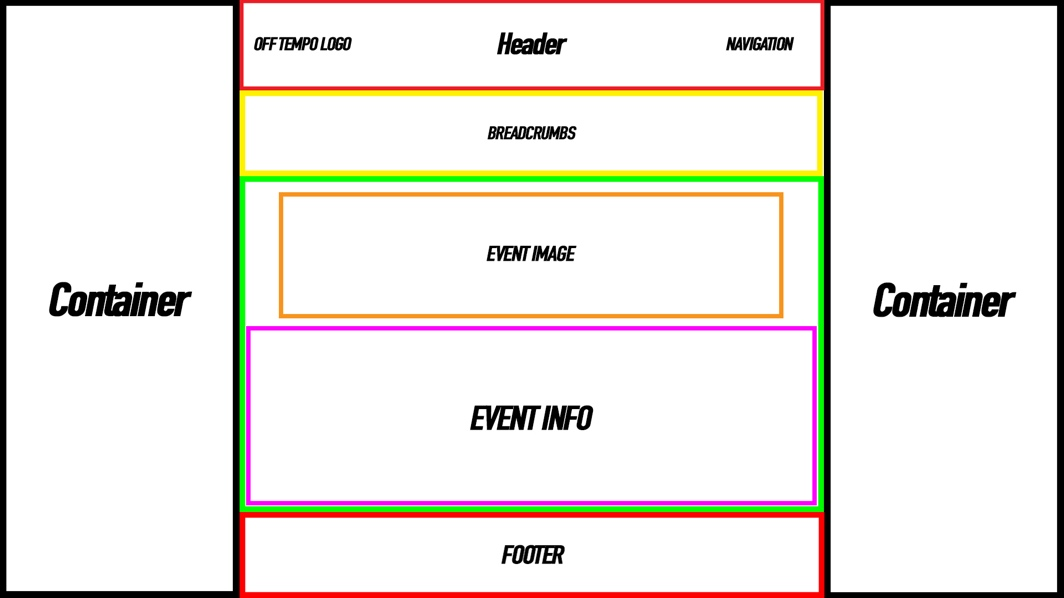 Container
OFF TEMPO LOGO
Header
NAVIGATION
BREADCRUMBS
EVENT IMAGE
EVENT INFO
FOOTER
Container